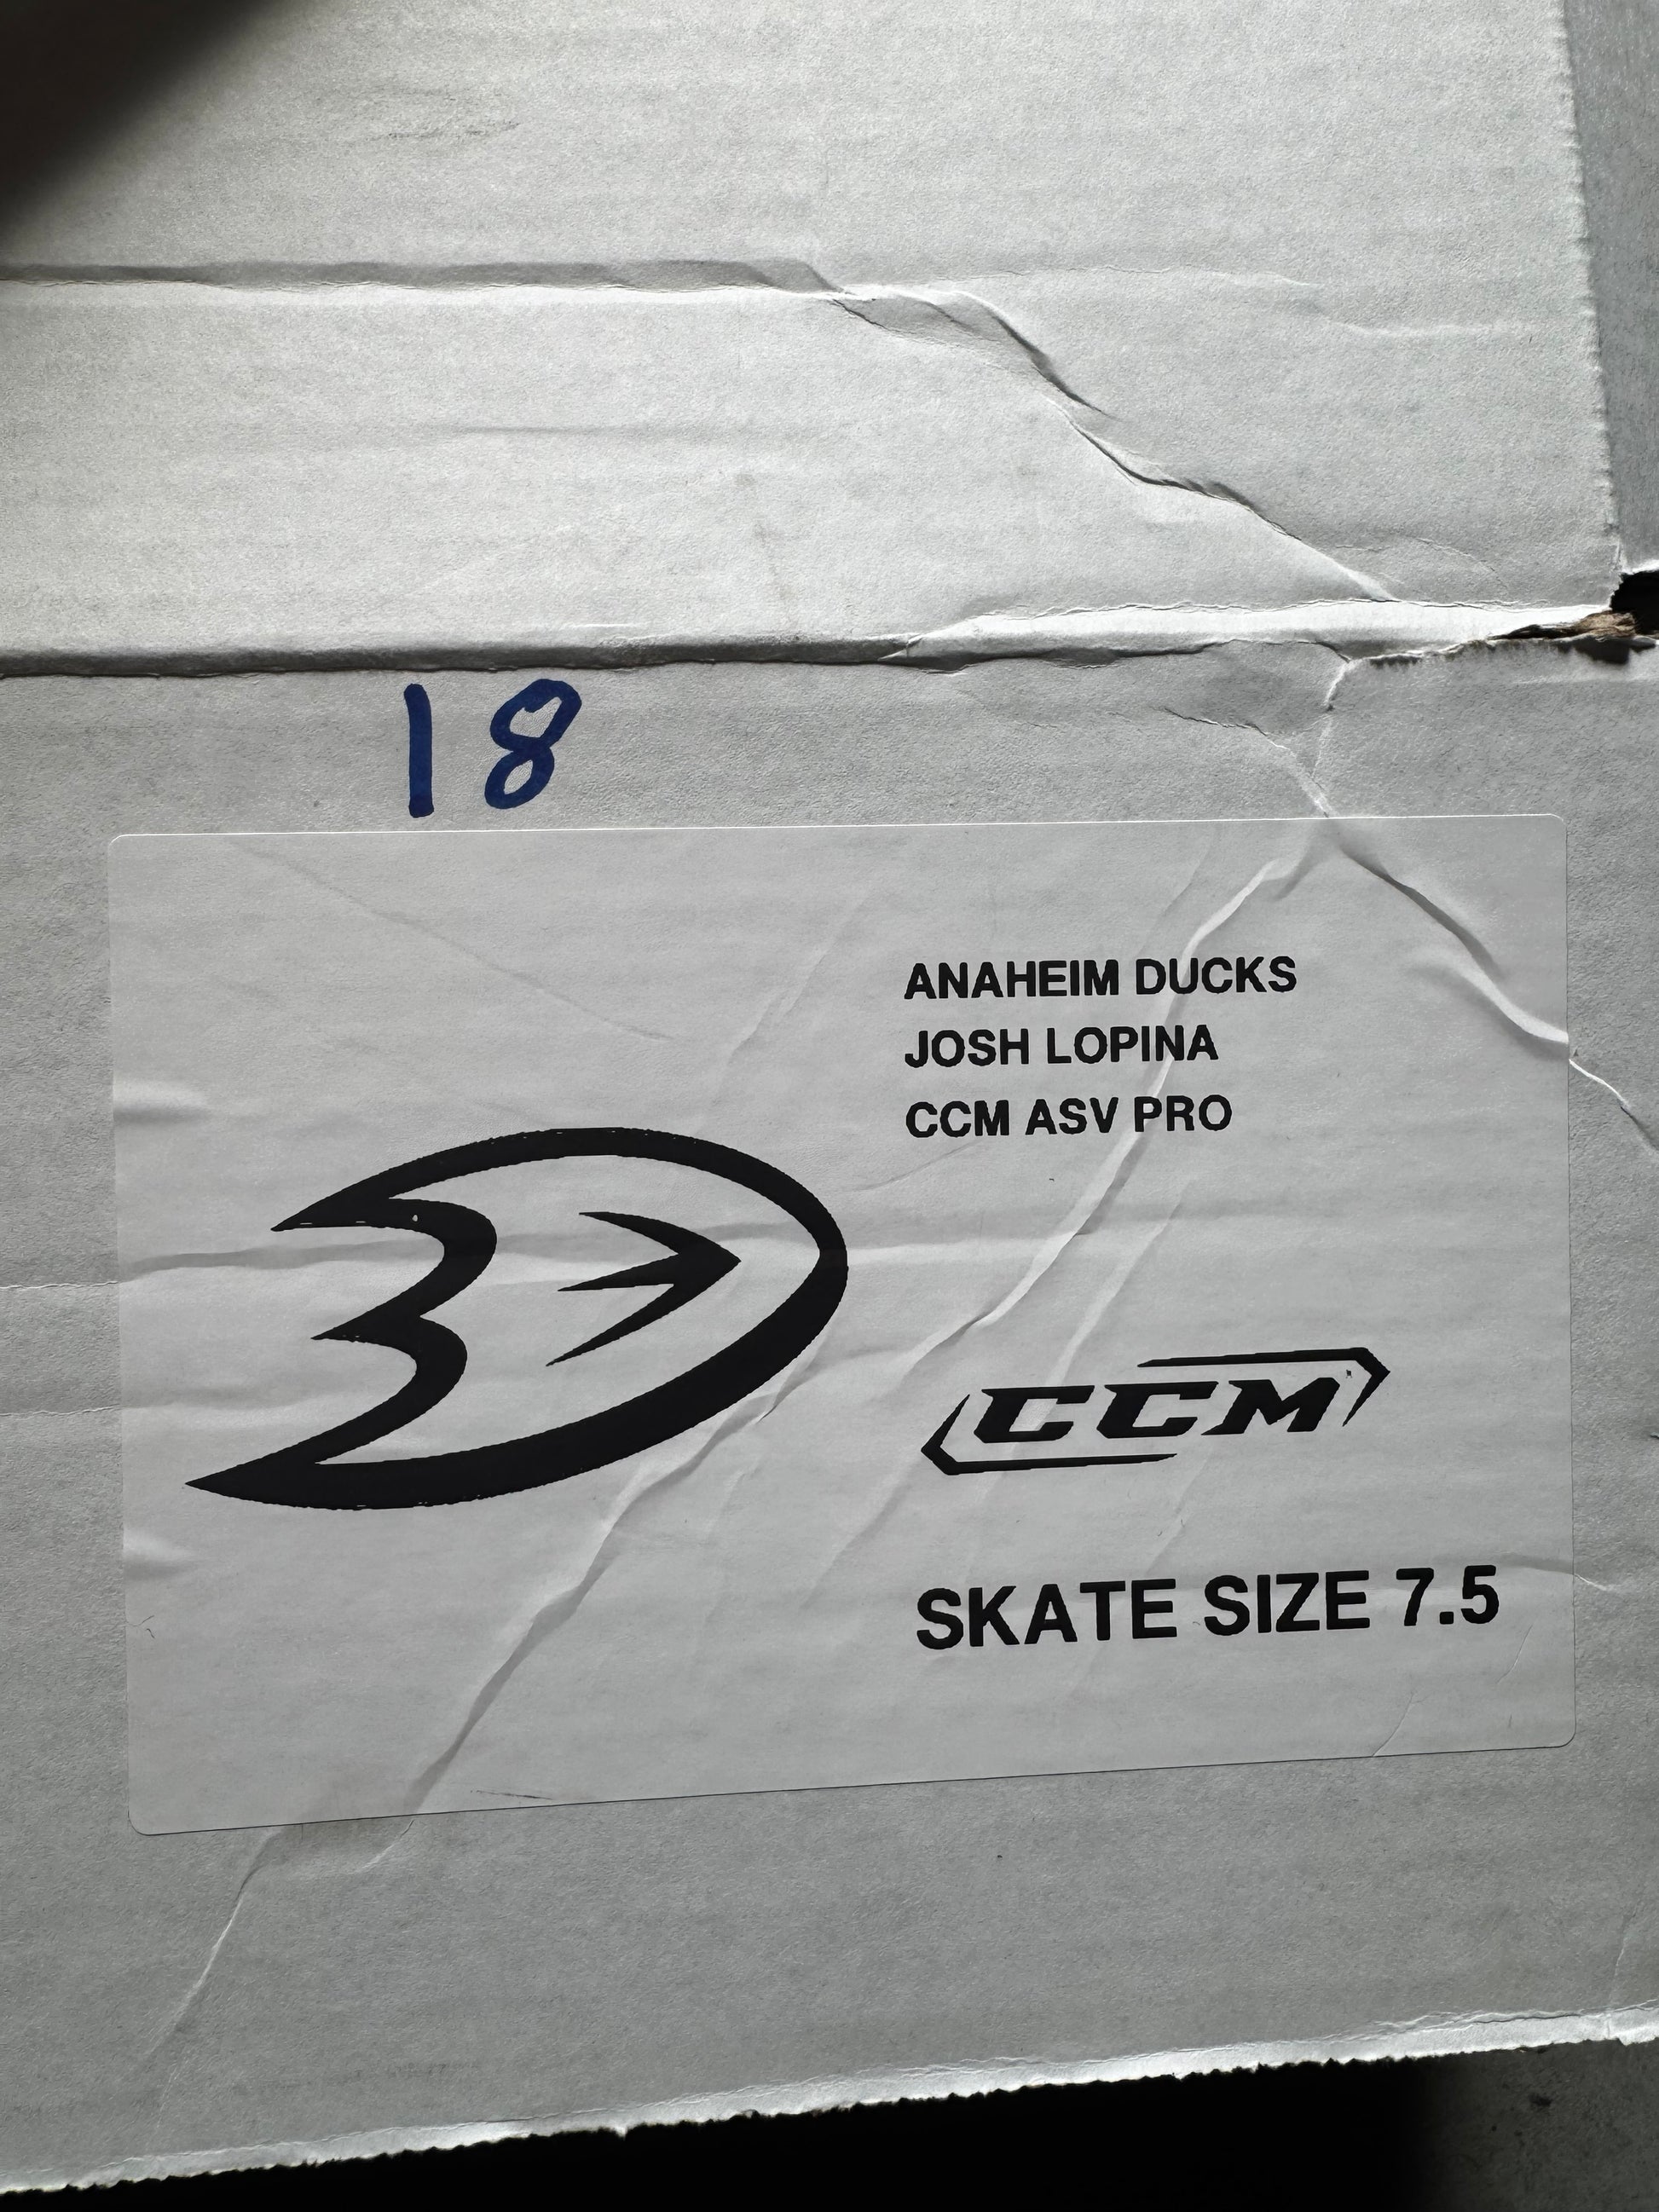 18
ANAHEIM DUCKS
JOSH LOPINA
CCM ASV PRO
CCM
SKATE SIZE 7.5